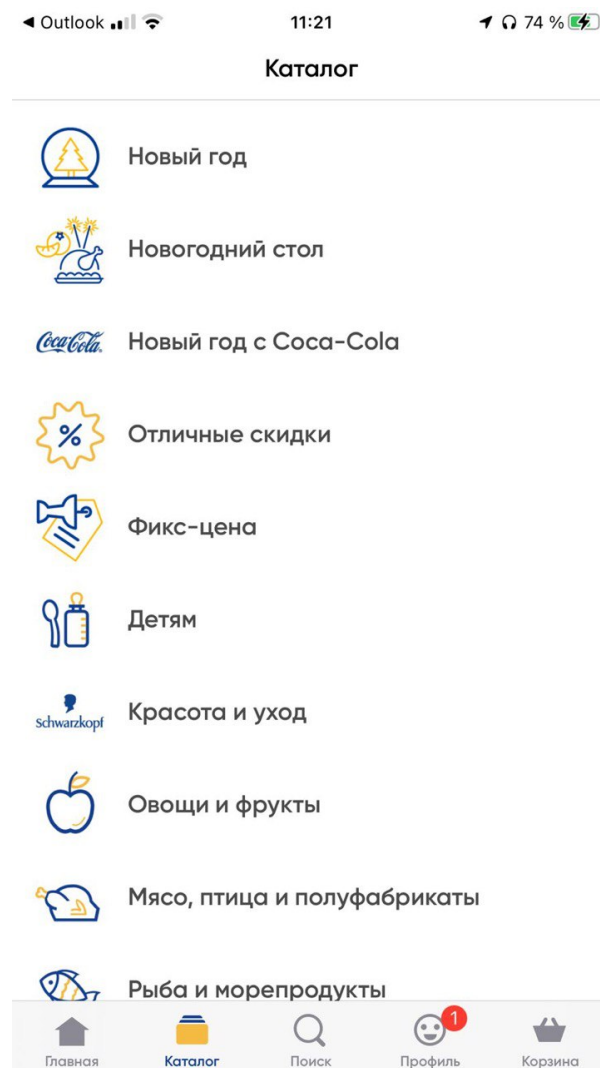 Outlook 11:21 74 %
Каталог
Новый год
Новогодний стол
Coca-Cola Новый год с Coca-Cola
Отличные скидки
Фикс-цена
Детям
Schwarzkopf Красота и уход
Овощи и фрукты
Мясо, птица и полуфабрикаты
Рыба и морепродукты
1
Главная Каталог Поиск Профиль Корзина